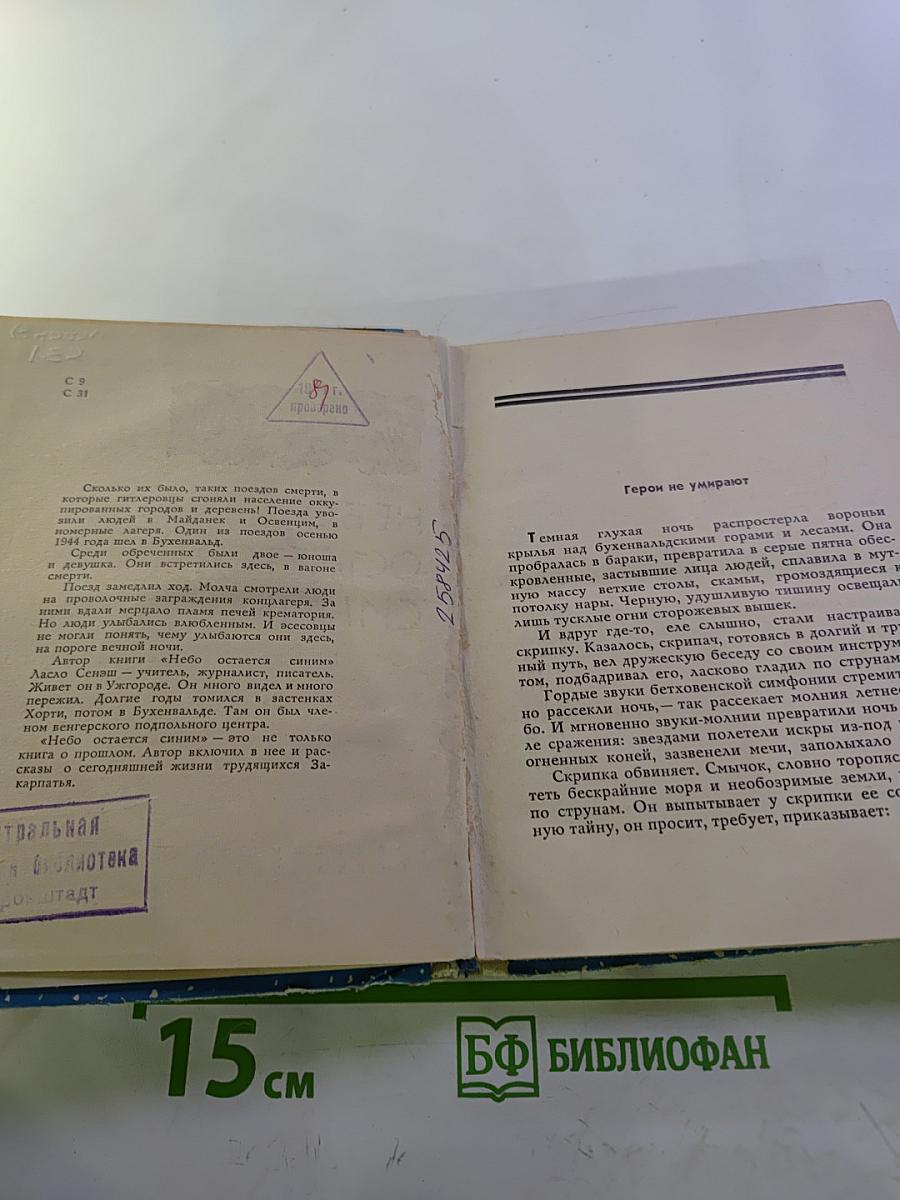 С 9
С 31
198 г.
проверено
Сколько их было, таких поездов смерти, в
которые гитлеровцы сгоняли население окку-
пированных городов и деревень! Поезда уво-
зили людей в Майданек и Освенцим, в
номерные лагеря. Один из поездов осенью
1944 года шел в Бухенвальд.
Среди обреченных были двое — юноша
и девушка. Они встретились здесь, в вагоне
смерти.
Поезд замедлил ход. Молча смотрели люди
на проволочные заграждения концлагеря. За
ними вдали мерцало пламя печей крематория.
Но люди улыбались влюбленным. И эсесовцы
не могли понять, чему улыбаются они здесь,
на пороге вечной ночи.
Автор книги «Небо остается синим»
Ласло Сенэш — учитель, журналист, писатель.
Живет он в Ужгороде. Он много видел и много
пережил. Долгие годы томился в застенках
Хорти, потом в Бухенвальде. Там он был чле-
ном венгерского подпольного центра.
«Небо остается синим» — это не только
книга о прошлом. Автор включил в нее и рас-
сказы о сегодняшней жизни трудящихся За-
карпатья.
тральная
библиотека
штадт
258425
Герои не умирают
Темная глухая ночь распростерла вороньи
крылья над бухенвальдскими горами и лесами. Она
пробралась в бараки, превратила в серые пятна обес-
кровленные, застывшие лица людей, сплавила в мут-
ную массу ветхие столы, скамьи, громоздящиеся к
потолку нары. Черную, удушливую тишину освещал
лишь тусклые огни сторожевых вышек.
И вдруг где-то, еле слышно, стали настраива
скрипку. Казалось, скрипач, готовясь в долгий и тру
ный путь, вел дружескую беседу со своим инструм
том, подбадривал его, ласково гладил по струнам
Гордые звуки бетховенской симфонии стремит
но рассекли ночь,— так рассекает молния летнее
бо. И мгновенно звуки-молнии превратили ночь
ле сражения: звездами полетели искры из-под
огненных коней, зазвенели мечи, заполыхало
Скрипка обвиняет. Смычок, словно торопяс
теть бескрайние моря и необозримые земли,
по струнам. Он выпытывает у скрипки ее со
ную тайну, он просит, требует, приказывает:
15 см
БФ БИБЛИОФАН